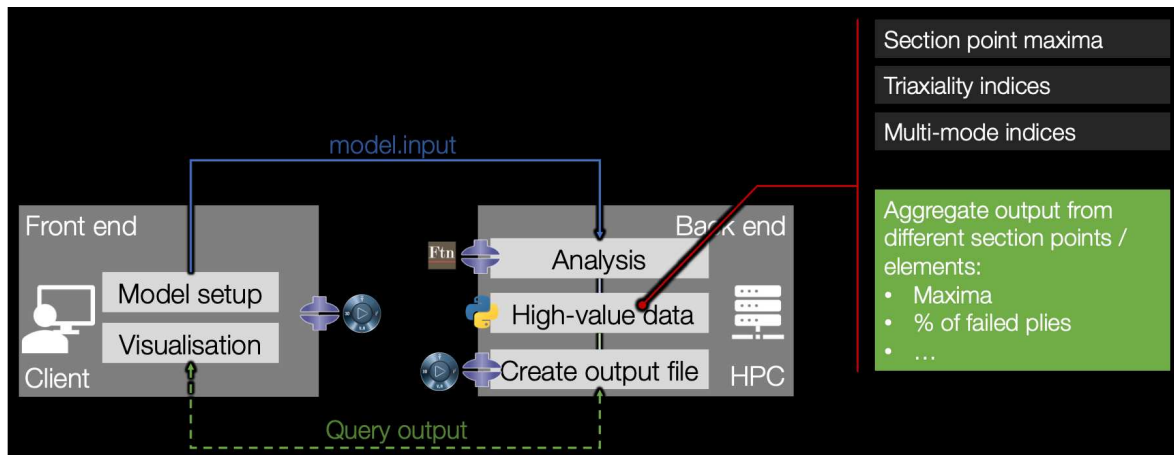 model.input
Front end
Model setup
Visualisation
Client
Ftn
Back end
Analysis
High-value data
Create output file
HPC
Query output
Section point maxima
Triaxiality indices
Multi-mode indices
Aggregate output from
different section points /
elements:
• Maxima
• % of failed plies
• ...